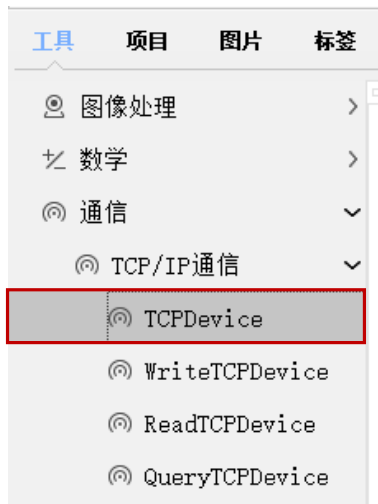 工具 项目 图片 标签
图像处理
数学
通信
TCP/IP通信
TCPDevice
WriteTCPDevice
ReadTCPDevice
QueryTCPDevice